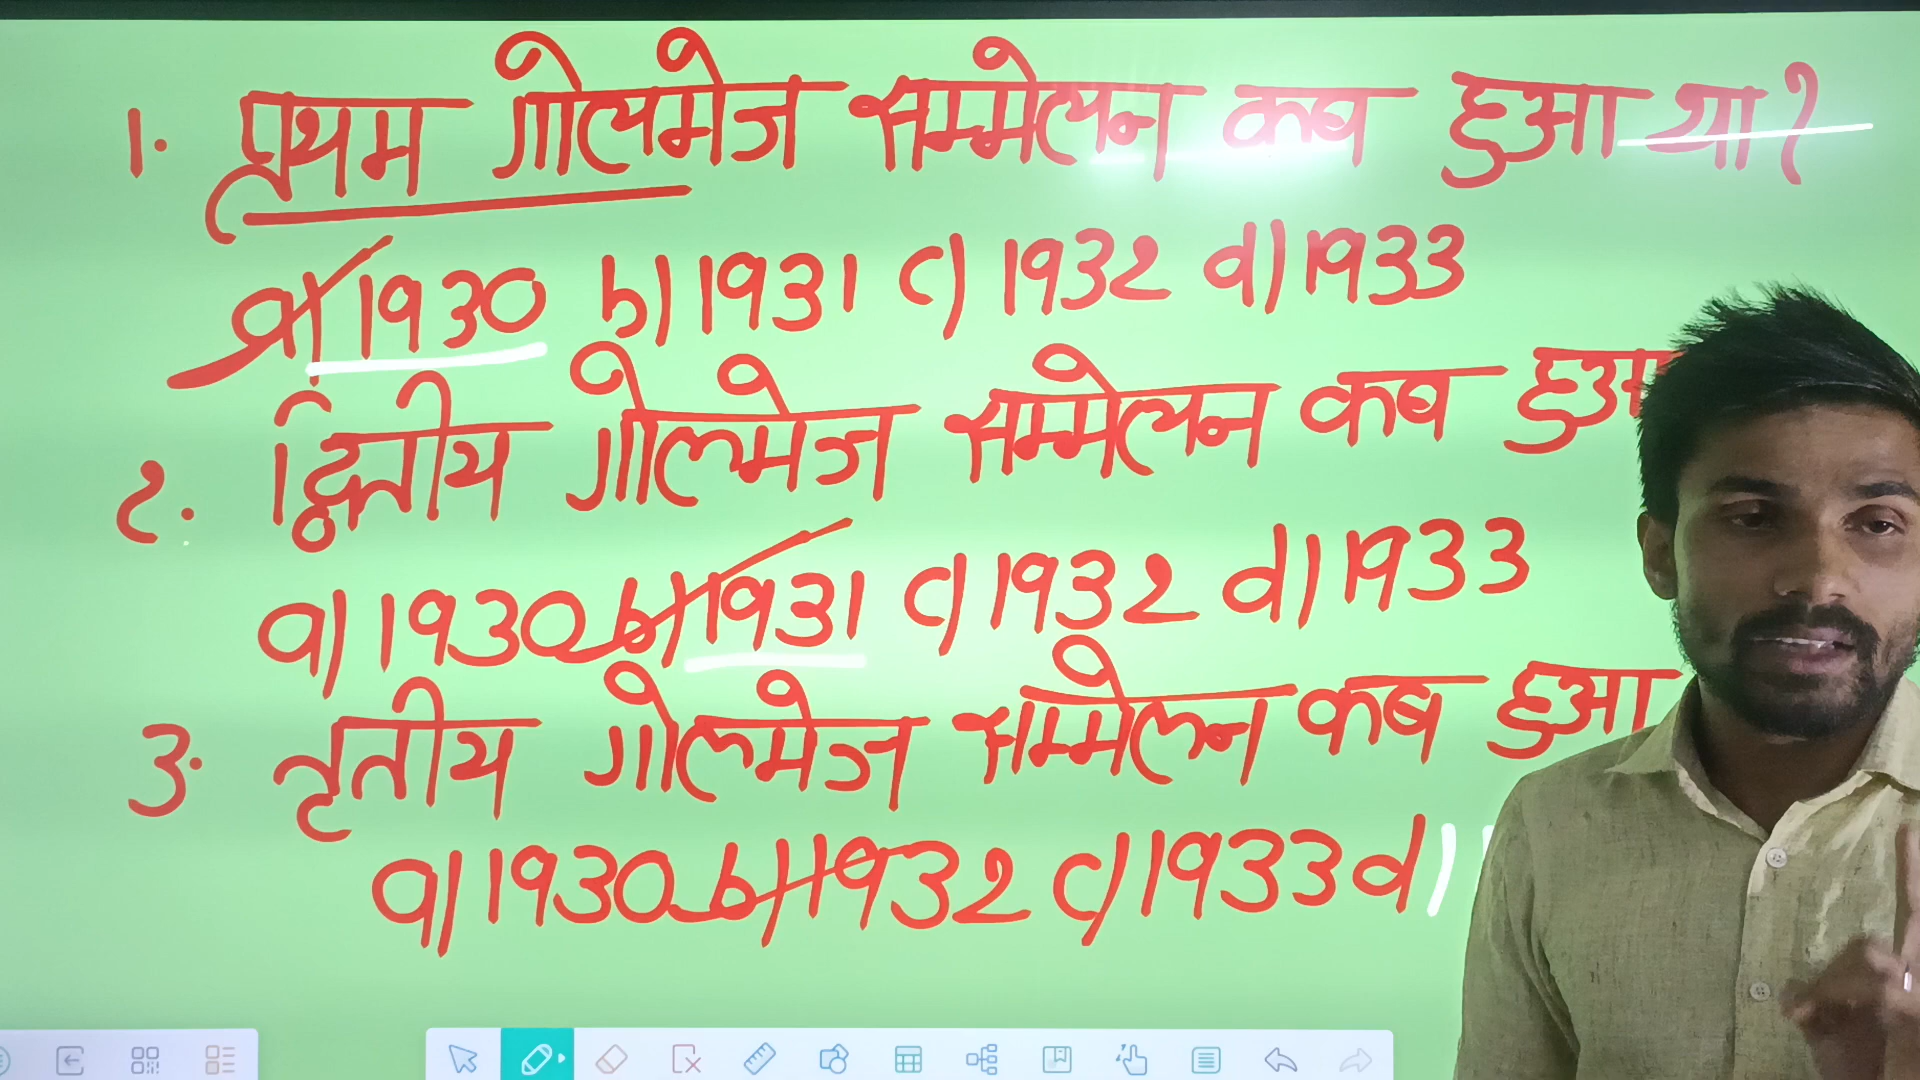 1. प्रथम गोलमेज सम्मेलन कब हुआ था?
a) 1930 b) 1931 c) 1932 d) 1933
2. द्वितीय गोलमेज सम्मेलन कब
a) 1930 b) 1931 c) 1932 d) 1933
3. तृतीय गोलमेज सम्मेलन कब हुआ
a) 1930 b) 1932 c) 1933 d)